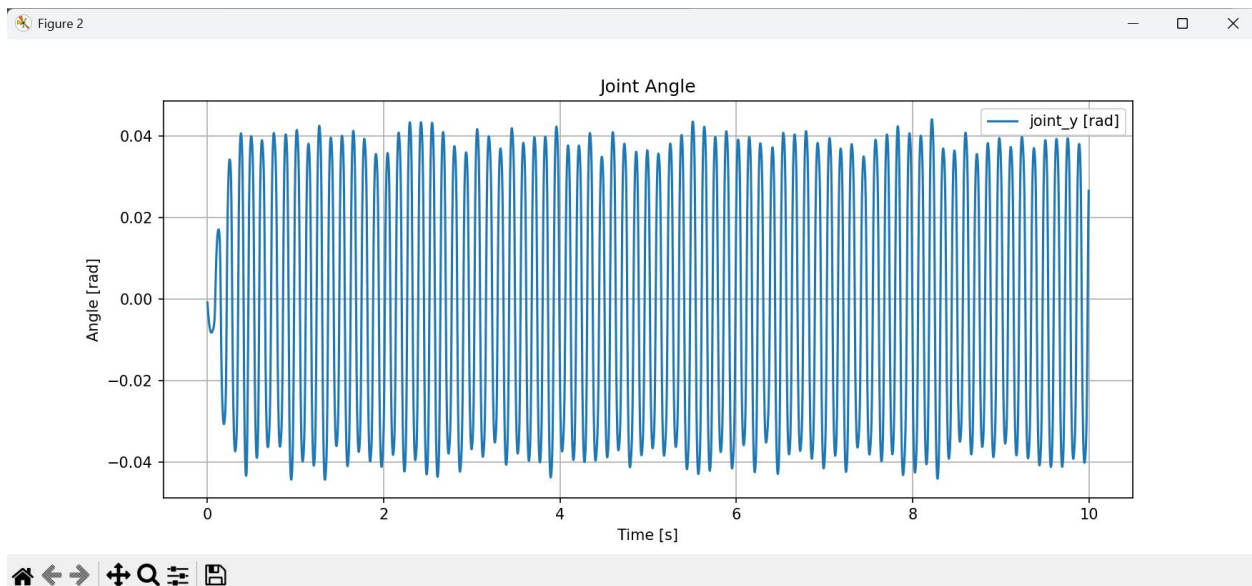 Figure 2
Joint Angle
joint_y [rad]
0.04
0.02
0.00
−0.02
−0.04
Angle [rad]
0 2 4 6 8 10
Time [s]